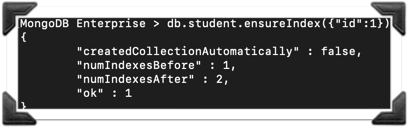 MongoDB Enterprise > db.student.ensureIndex({"id":1})
{
"createdCollectionAutomatically" : false,
"numIndexesBefore" : 1,
"numIndexesAfter" : 2,
"ok" : 1
}